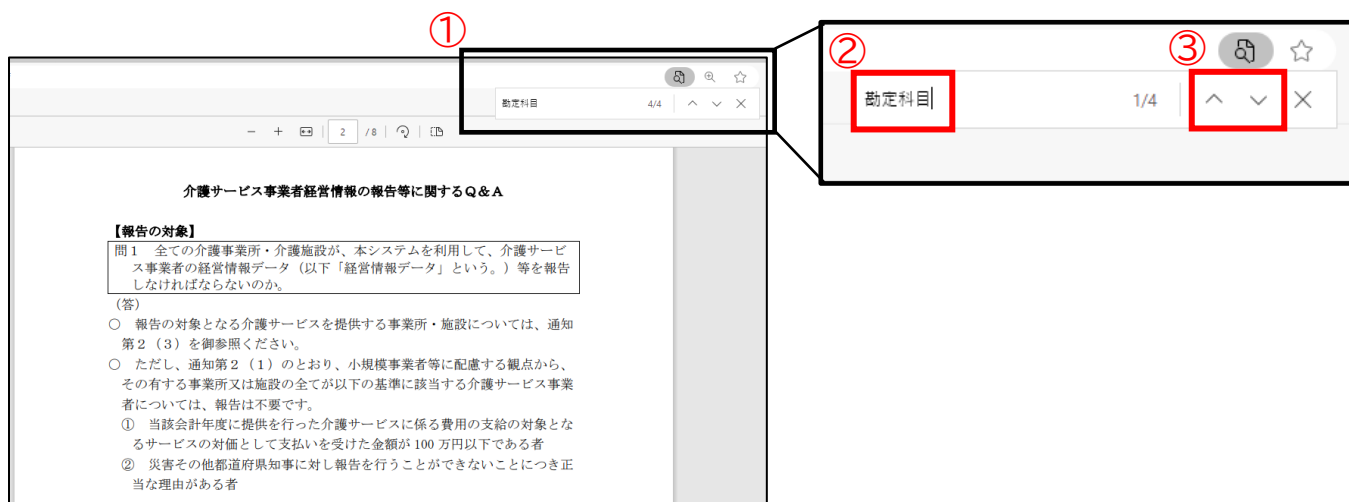 ①
勘定科目 4/4
2 /8
介護サービス事業者経営情報の報告等に関するQ&A
【報告の対象】
問1 全ての介護事業所・介護施設が、本システムを利用して、介護サービ
ス事業者の経営情報データ(以下「経営情報データ」という。)等を報告
しなければならないのか。
(答)
○ 報告の対象となる介護サービスを提供する事業所・施設については、通知
第2(3)を御参照ください。
○ ただし、通知第2(1)のとおり、小規模事業者等に配慮する観点から、
その有する事業所又は施設の全てが以下の基準に該当する介護サービス事業
者については、報告は不要です。
① 当該会計年度に提供を行った介護サービスに係る費用の支給の対象とな
るサービスの対価として支払いを受けた金額が 100 万円以下である者
② 災害その他都道府県知事に対し報告を行うことができないことにつき正
当な理由がある者
②
③
勘定科目 1/4